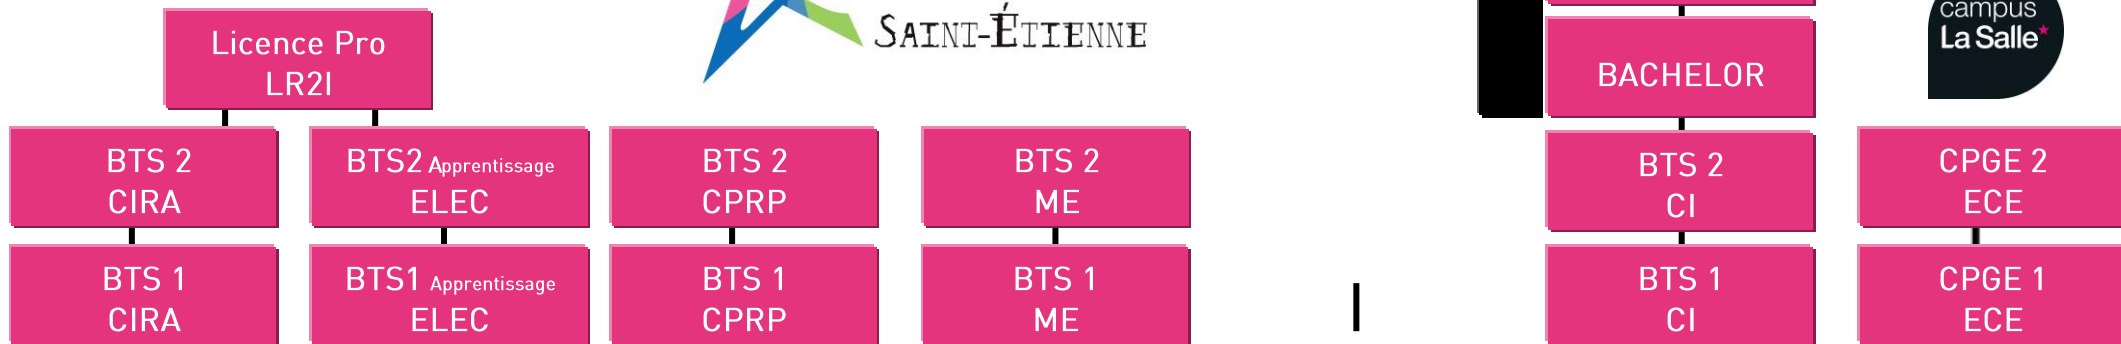 Licence Pro
LR2I
SAINT-ÉTIENNE
BACHELOR
campus
La Salle
BTS 2
CIRA
BTS2 Apprentissage
ELEC
BTS 2
CPRP
BTS 2
ME
BTS 2
CI
CPGE 2
ECE
BTS 1
CIRA
BTS1 Apprentissage
ELEC
BTS 1
CPRP
BTS 1
ME
BTS 1
CI
CPGE 1
ECE